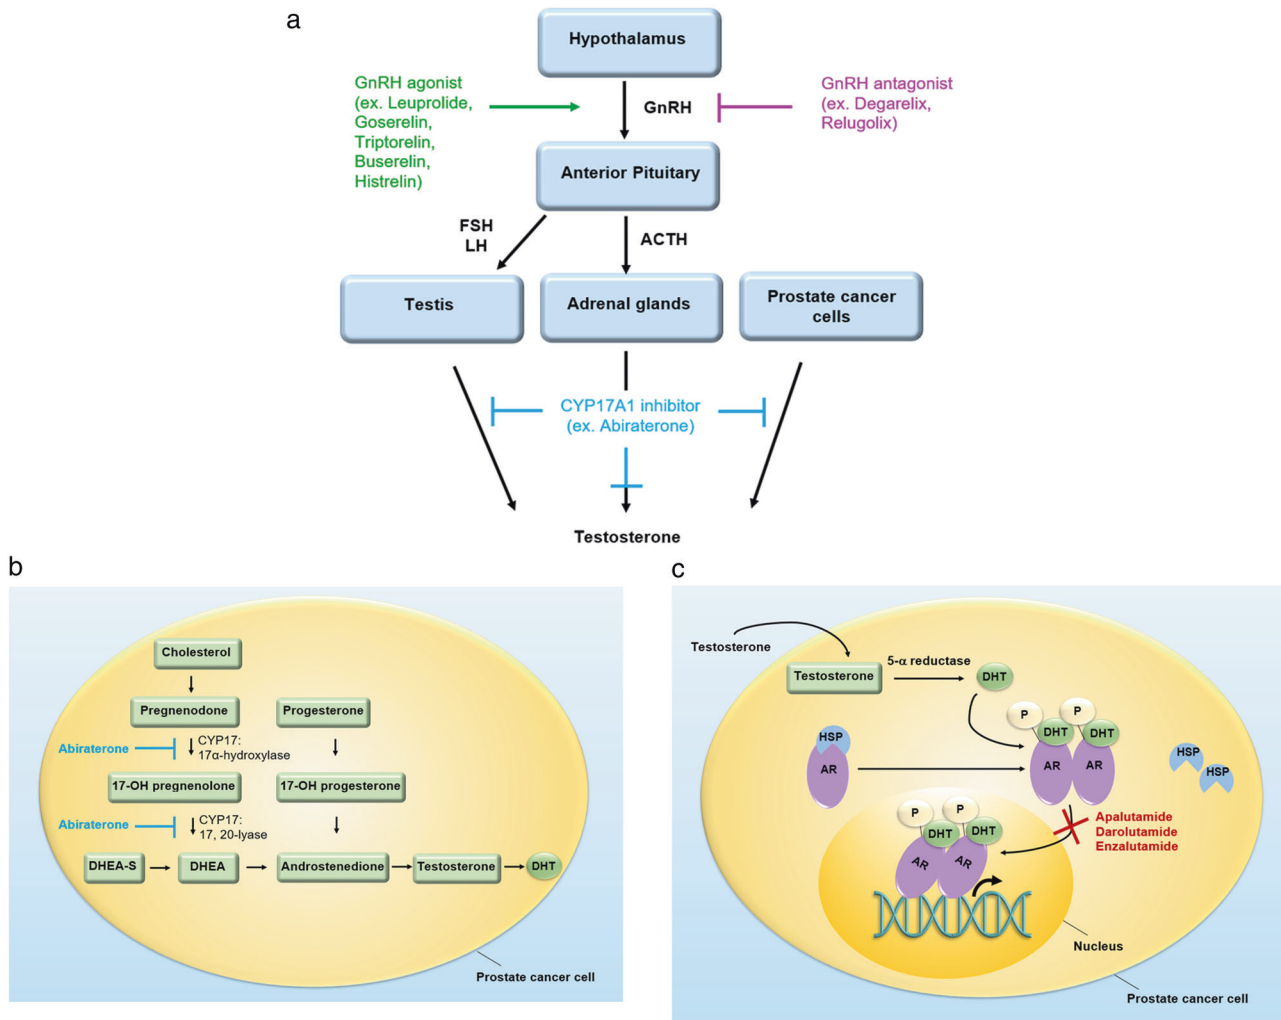 a
Hypothalamus
GnRH agonist
(ex. Leuprolide,
Goserelin,
Triptorelin,
Buserelin,
Histrelin)
GnRH
GnRH antagonist
(ex. Degarelix,
Relugolix)
Anterior Pituitary
FSH
LH
ACTH
Testis
Adrenal glands
Prostate cancer
cells
CYP17A1 inhibitor
(ex. Abiraterone)
Testosterone
b
Cholesterol
Pregnenodone
Progesterone
Abiraterone
CYP17:
17α-hydroxylase
17-OH pregnenolone
17-OH progesterone
Abiraterone
CYP17:
17, 20-lyase
DHEA-S
DHEA
Androstenedione
Testosterone
DHT
Prostate cancer cell
c
Testosterone
Testosterone
5-α reductase
DHT
P
P
DHT
DHT
HSP
AR
AR
AR
HSP
HSP
Apalutamide
Darolutamide
Enzalutamide
P
P
DHT
DHT
AR
AR
Nucleus
Prostate cancer cell